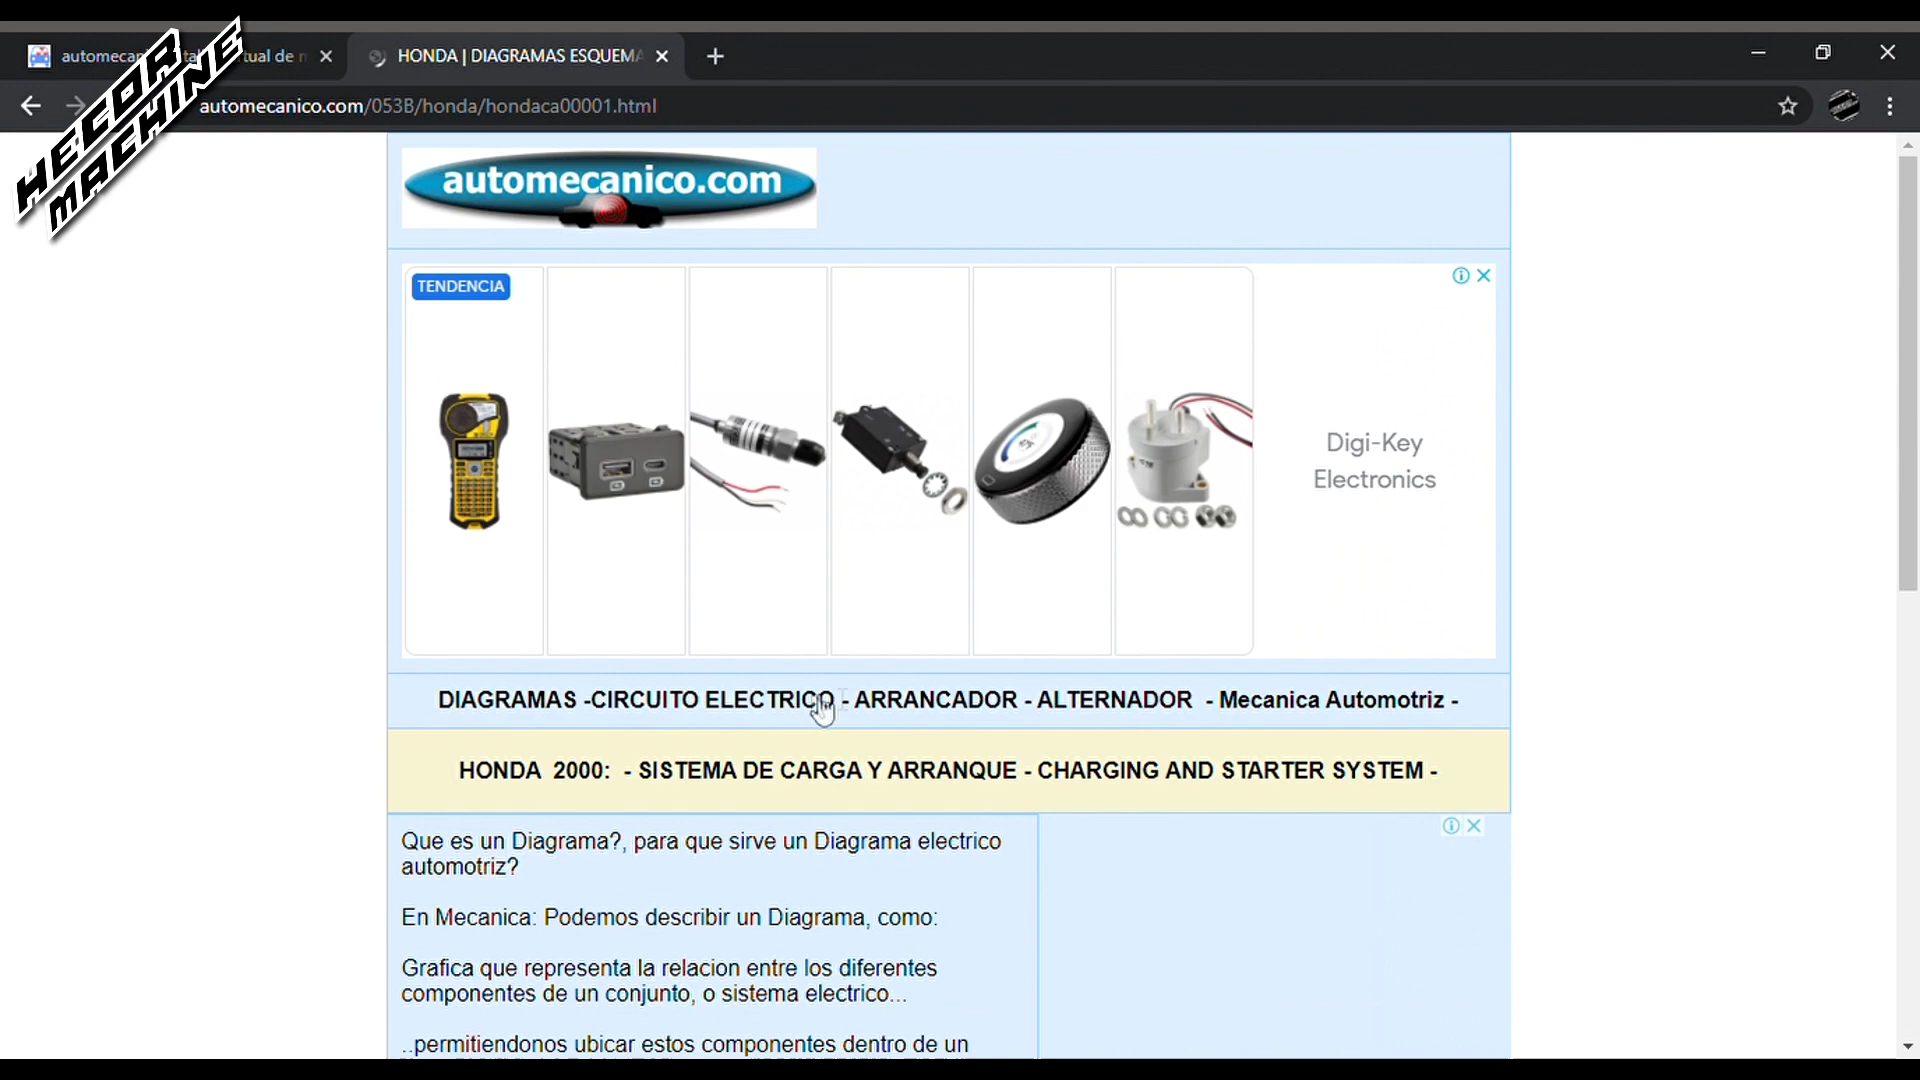 HECOR
MACHINE
automecan
tual de m
HONDA | DIAGRAMAS ESQUEMA
automecanico.com/053B/honda/hondaca00001.html
automecanico.com
TENDENCIA
Digi-Key
Electronics
DIAGRAMAS -CIRCUITO ELECTRICO - ARRANCADOR - ALTERNADOR - Mecanica Automotriz -
HONDA 2000: - SISTEMA DE CARGA Y ARRANQUE - CHARGING AND STARTER SYSTEM -
Que es un Diagrama?, para que sirve un Diagrama electrico
automotriz?
En Mecanica: Podemos describir un Diagrama, como:
Grafica que representa la relacion entre los diferentes
componentes de un conjunto, o sistema electrico...
..permitiendonos ubicar estos componentes dentro de un